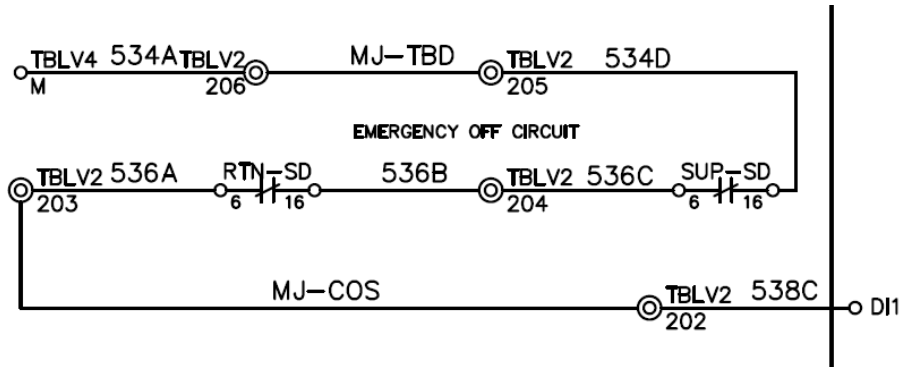 TBLV4 534A TBLV2 MJ-TBD TBLV2 534D
M 206 205
EMERGENCY OFF CIRCUIT
TBLV2 536A RTN-SD 536B TBLV2 536C SUP-SD
203 6 16 204 6 16
MJ-COS TBLV2 538C DI1
202